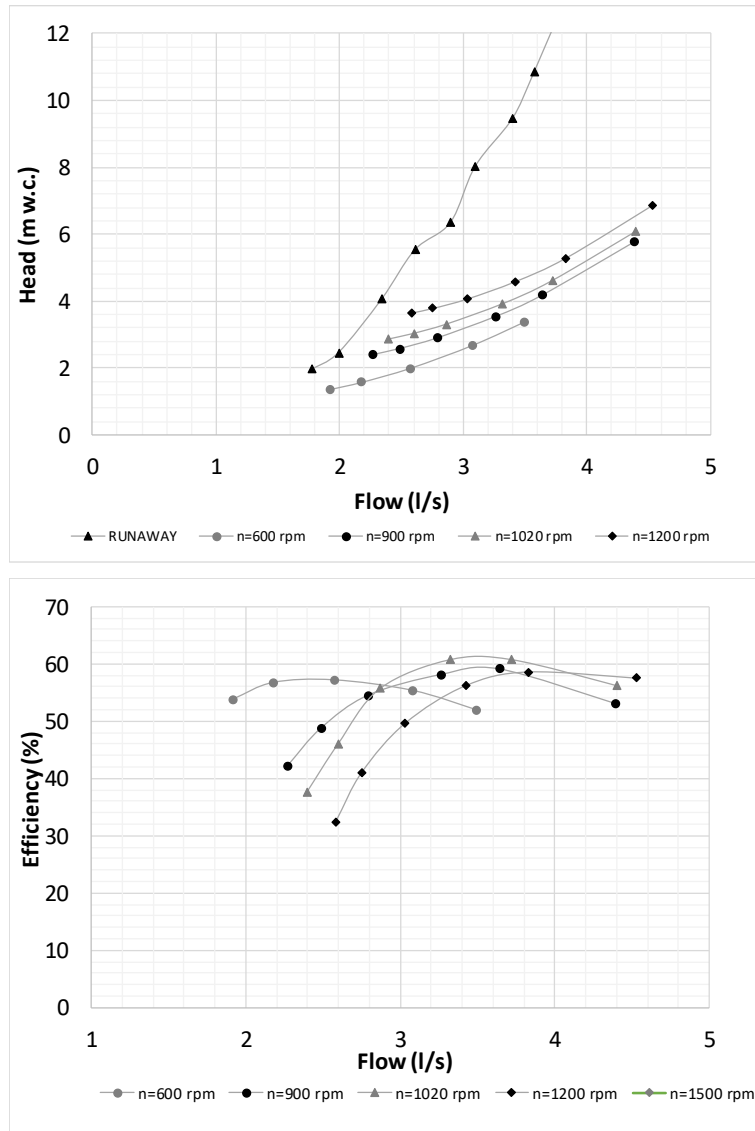 12
10
8
6
4
2
0
Head (m w.c.)
0 1 2 3 4 5
Flow (l/s)
RUNAWAY n=600 rpm n=900 rpm n=1020 rpm n=1200 rpm
70
60
50
40
30
20
10
0
Efficiency (%)
1 2 3 4 5
Flow (l/s)
n=600 rpm n=900 rpm n=1020 rpm n=1200 rpm n=1500 rpm